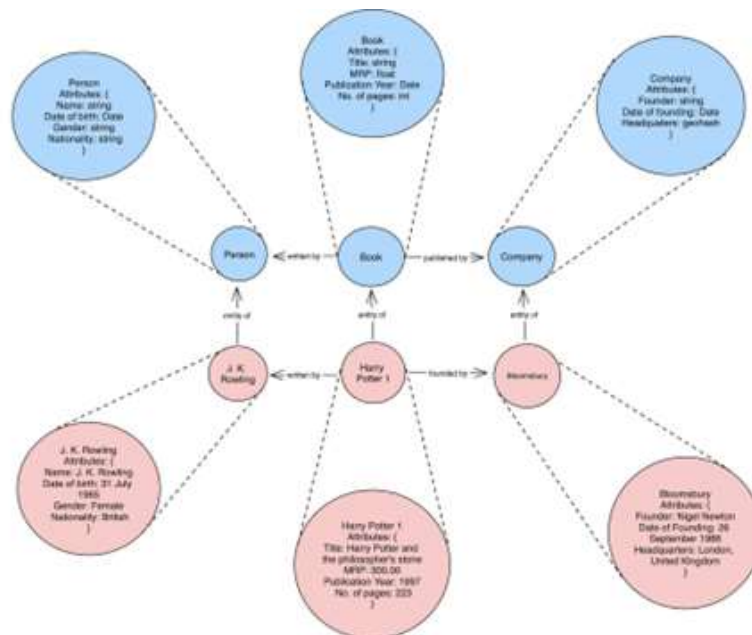 Book
Attributes: {
Title: string
MRP: float
Publication Year: Date
No. of pages: int
}
Person
Attributes: {
Name: string
Date of birth: Date
Gender: string
Nationality: string
}
Company
Attributes: {
Founder: string
Date of founding: Date
Headquarters: geohash
}
Person
written by
Book
published by
Company
entity of
entity of
entity of
J. K.
Rowling
written by
Harry
Potter 1
founded by
Bloomsbury
J. K. Rowling
Attributes: {
Name: J. K. Rowling
Date of birth: 31 July
1965
Gender: Female
Nationality: British
}
Harry Potter 1
Attributes: {
Title: Harry Potter and
the philosopher's stone
MRP: 300.00
Publication Year: 1997
No. of pages: 223
}
Bloomsbury
Attributes: {
Founder: Nigel Newton
Date of Founding: 26
September 1986
Headquarters: London,
United Kingdom
}